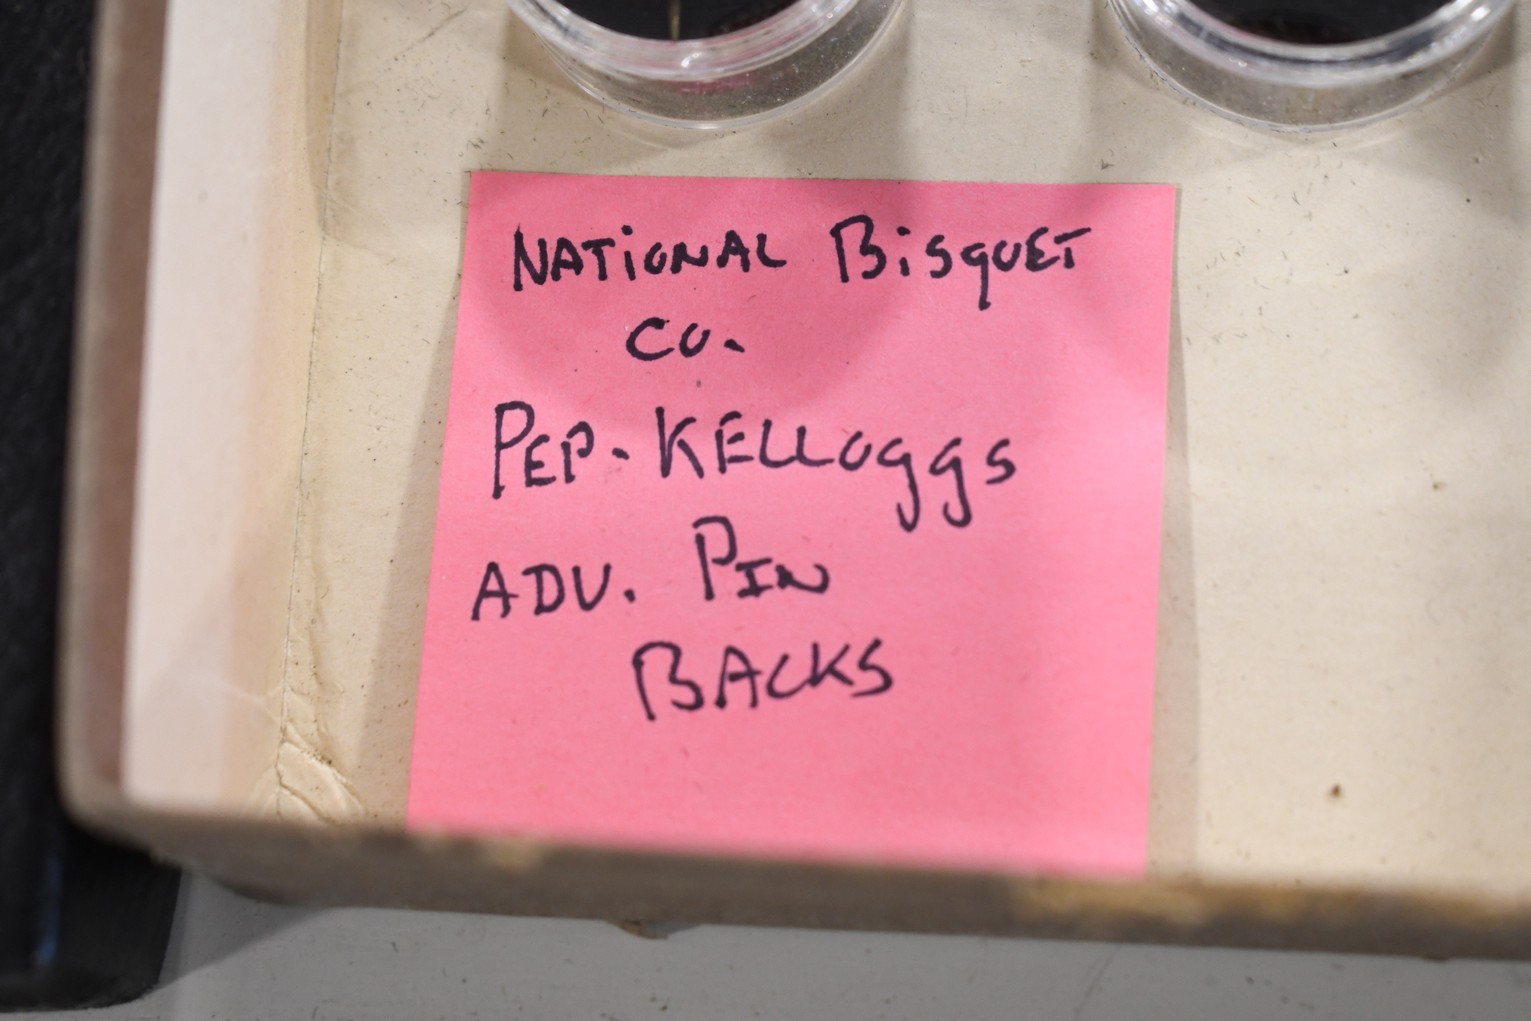 NATIONAL BISQUET
CO.
PEP. KELLOGGS
ADV. PIN
BACKS